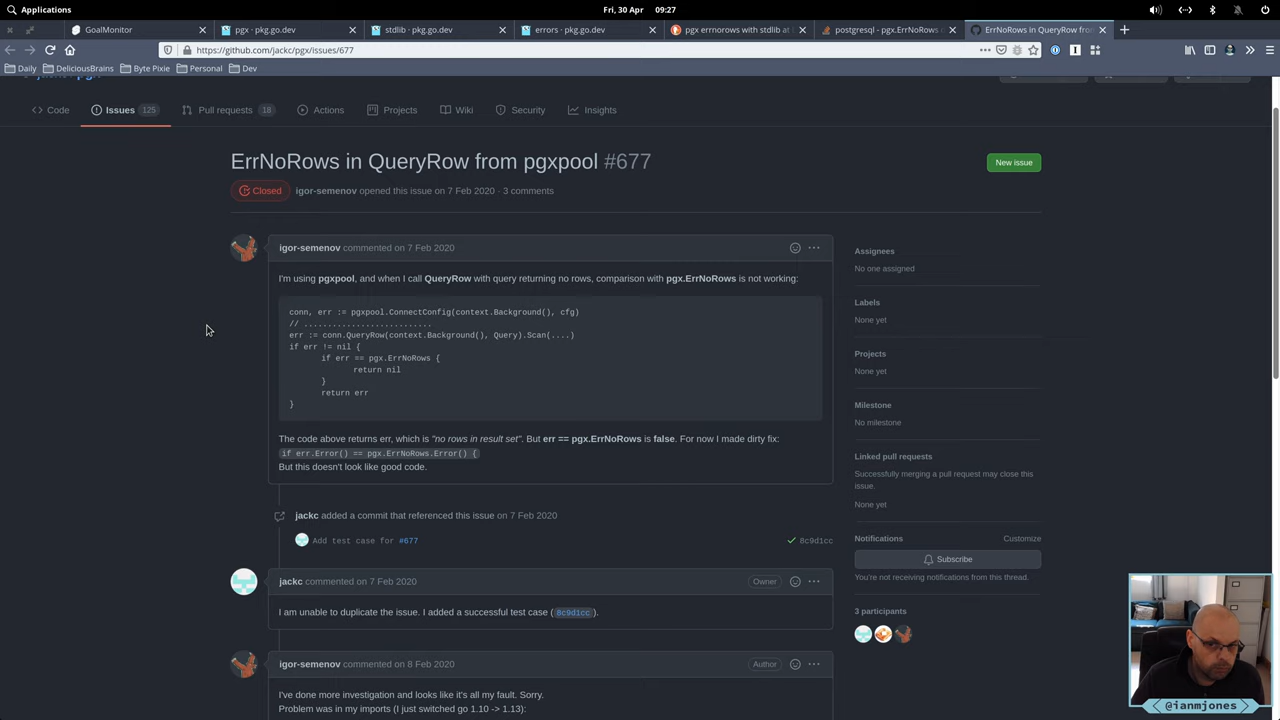 Applications
Fri, 30 Apr 09:27
GoalMonitor
pgx · pkg.go.dev
stdlib · pkg.go.dev
errors · pkg.go.dev
pgx errnorows with stdlib at
postgresql - pgx.ErrNoRows
ErrNoRows in QueryRow from
https://github.com/jackc/pgx/issues/677
Daily
DeliciousBrains
Byte Pixie
Personal
Dev
Code
Issues 125
Pull requests 18
Actions
Projects
Wiki
Security
Insights
ErrNoRows in QueryRow from pgxpool #677
New issue
Closed igor-semenov opened this issue on 7 Feb 2020 · 3 comments
igor-semenov commented on 7 Feb 2020
I'm using pgxpool, and when I call QueryRow with query returning no rows, comparison with pgx.ErrNoRows is not working:
conn, err := pgxpool.ConnectConfig(context.Background(), cfg)
// ..........................
err := conn.QueryRow(context.Background(), Query).Scan(....)
if err != nil {
if err == pgx.ErrNoRows {
return nil
}
return err
}
The code above returns err, which is "no rows in result set". But err == pgx.ErrNoRows is false. For now I made dirty fix:
if err.Error() == pgx.ErrNoRows.Error() {
But this doesn't look like good code.
jackc added a commit that referenced this issue on 7 Feb 2020
Add test case for #677
8c9d1cc
jackc commented on 7 Feb 2020
Owner
I am unable to duplicate the issue. I added a successful test case (8c9d1cc).
igor-semenov commented on 8 Feb 2020
Author
I've done more investigation and looks like it's all my fault. Sorry.
Problem was in my imports (I just switched go 1.10 -> 1.13):
Assignees
No one assigned
Labels
None yet
Projects
None yet
Milestone
No milestone
Linked pull requests
Successfully merging a pull request may close this
issue.
None yet
Notifications
Customize
Subscribe
You're not receiving notifications from this thread.
3 participants
@ianmjones